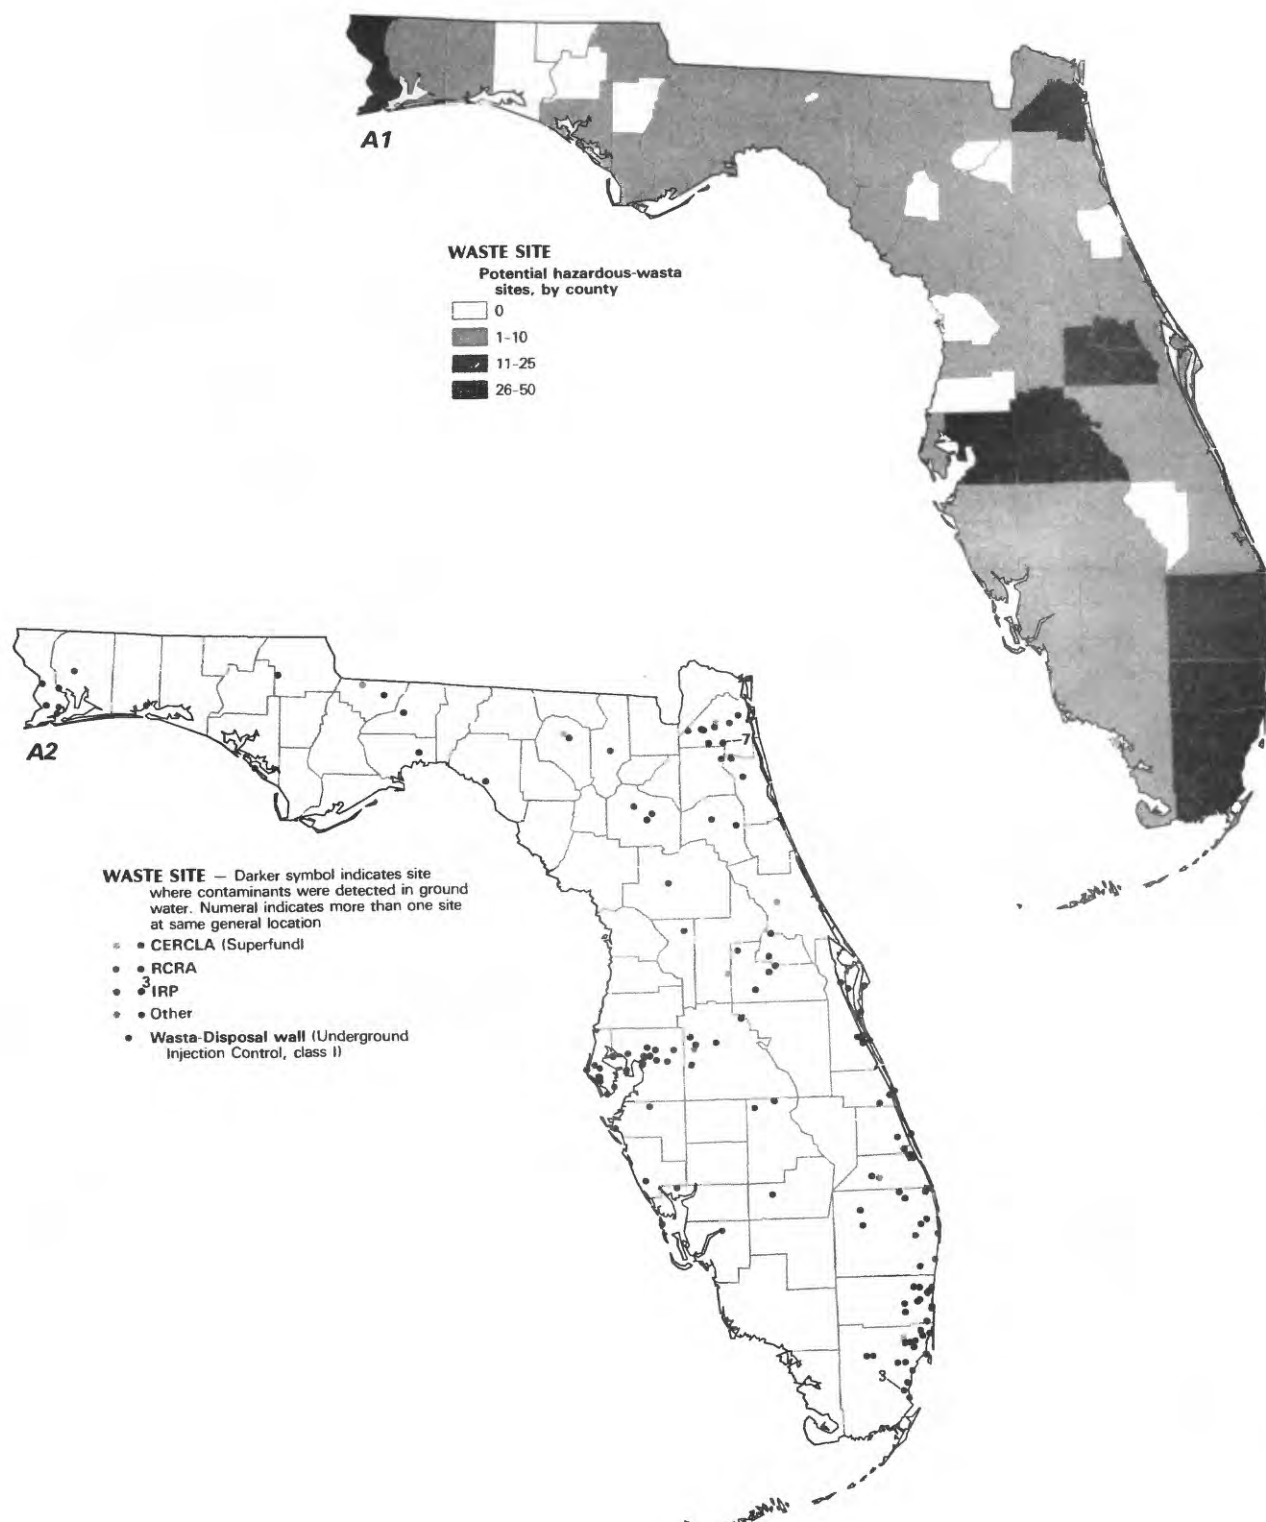 A1
WASTE SITE
Potential hazardous-wasta
sites, by county
0
1-10
11-25
26-50
A2
7
WASTE SITE — Darker symbol indicates site
where contaminants were detected in ground
water. Numeral indicates more than one site
at same general location
CERCLA (Superfund)
RCRA
3
IRP
Other
Wasta-Disposal wall (Underground
Injection Control, class I)
3